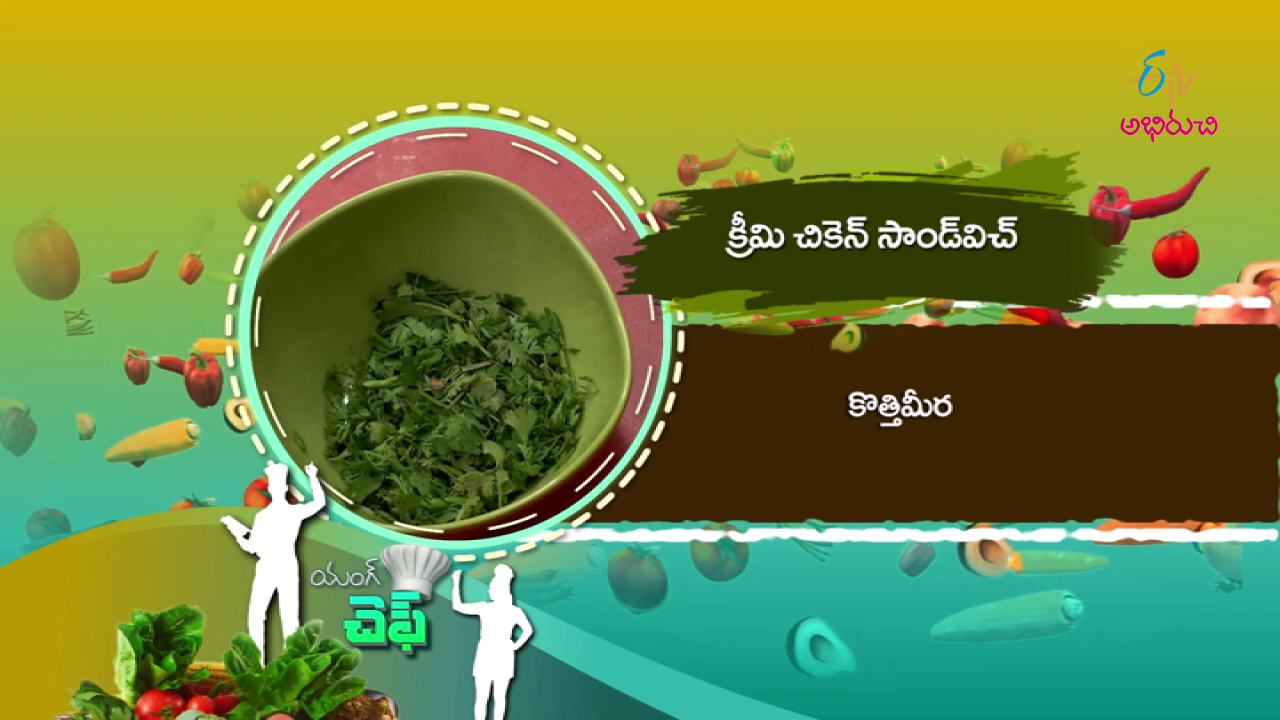 ETV
అభిరుచి
క్రీమి చికెన్ సాండ్‌విచ్
కొత్తిమీర
యంగ్
చెఫ్